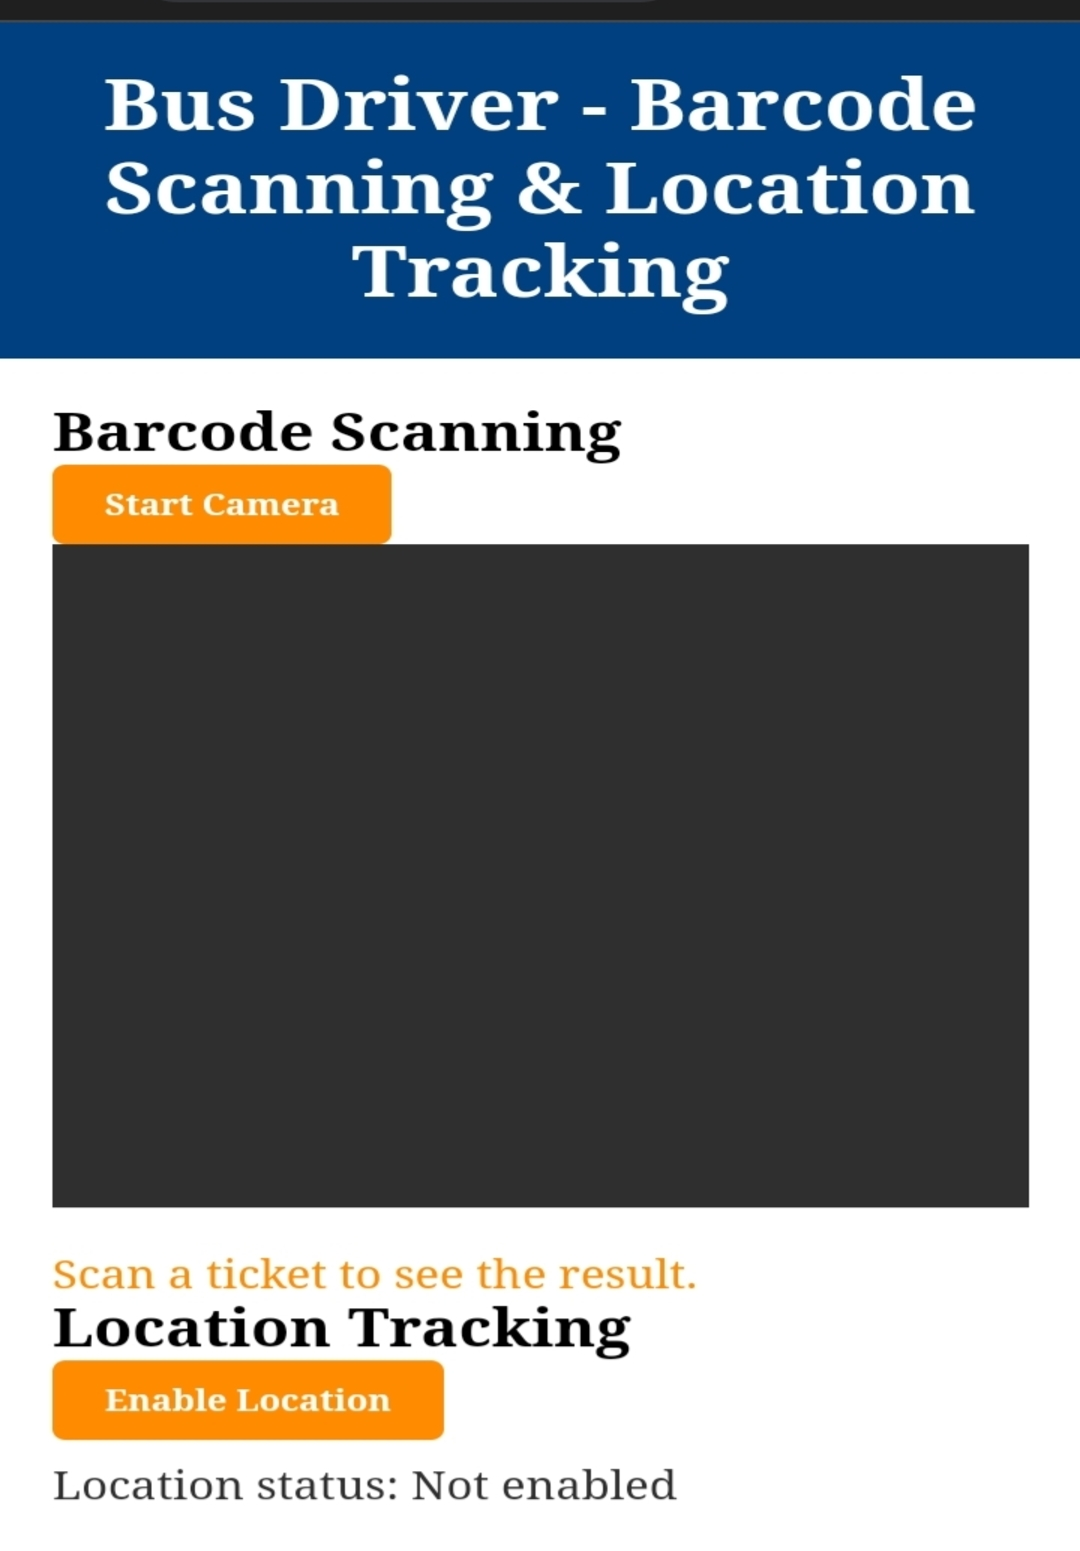 Bus Driver - Barcode
Scanning & Location
Tracking
Barcode Scanning
Start Camera
Scan a ticket to see the result.
Location Tracking
Enable Location
Location status: Not enabled